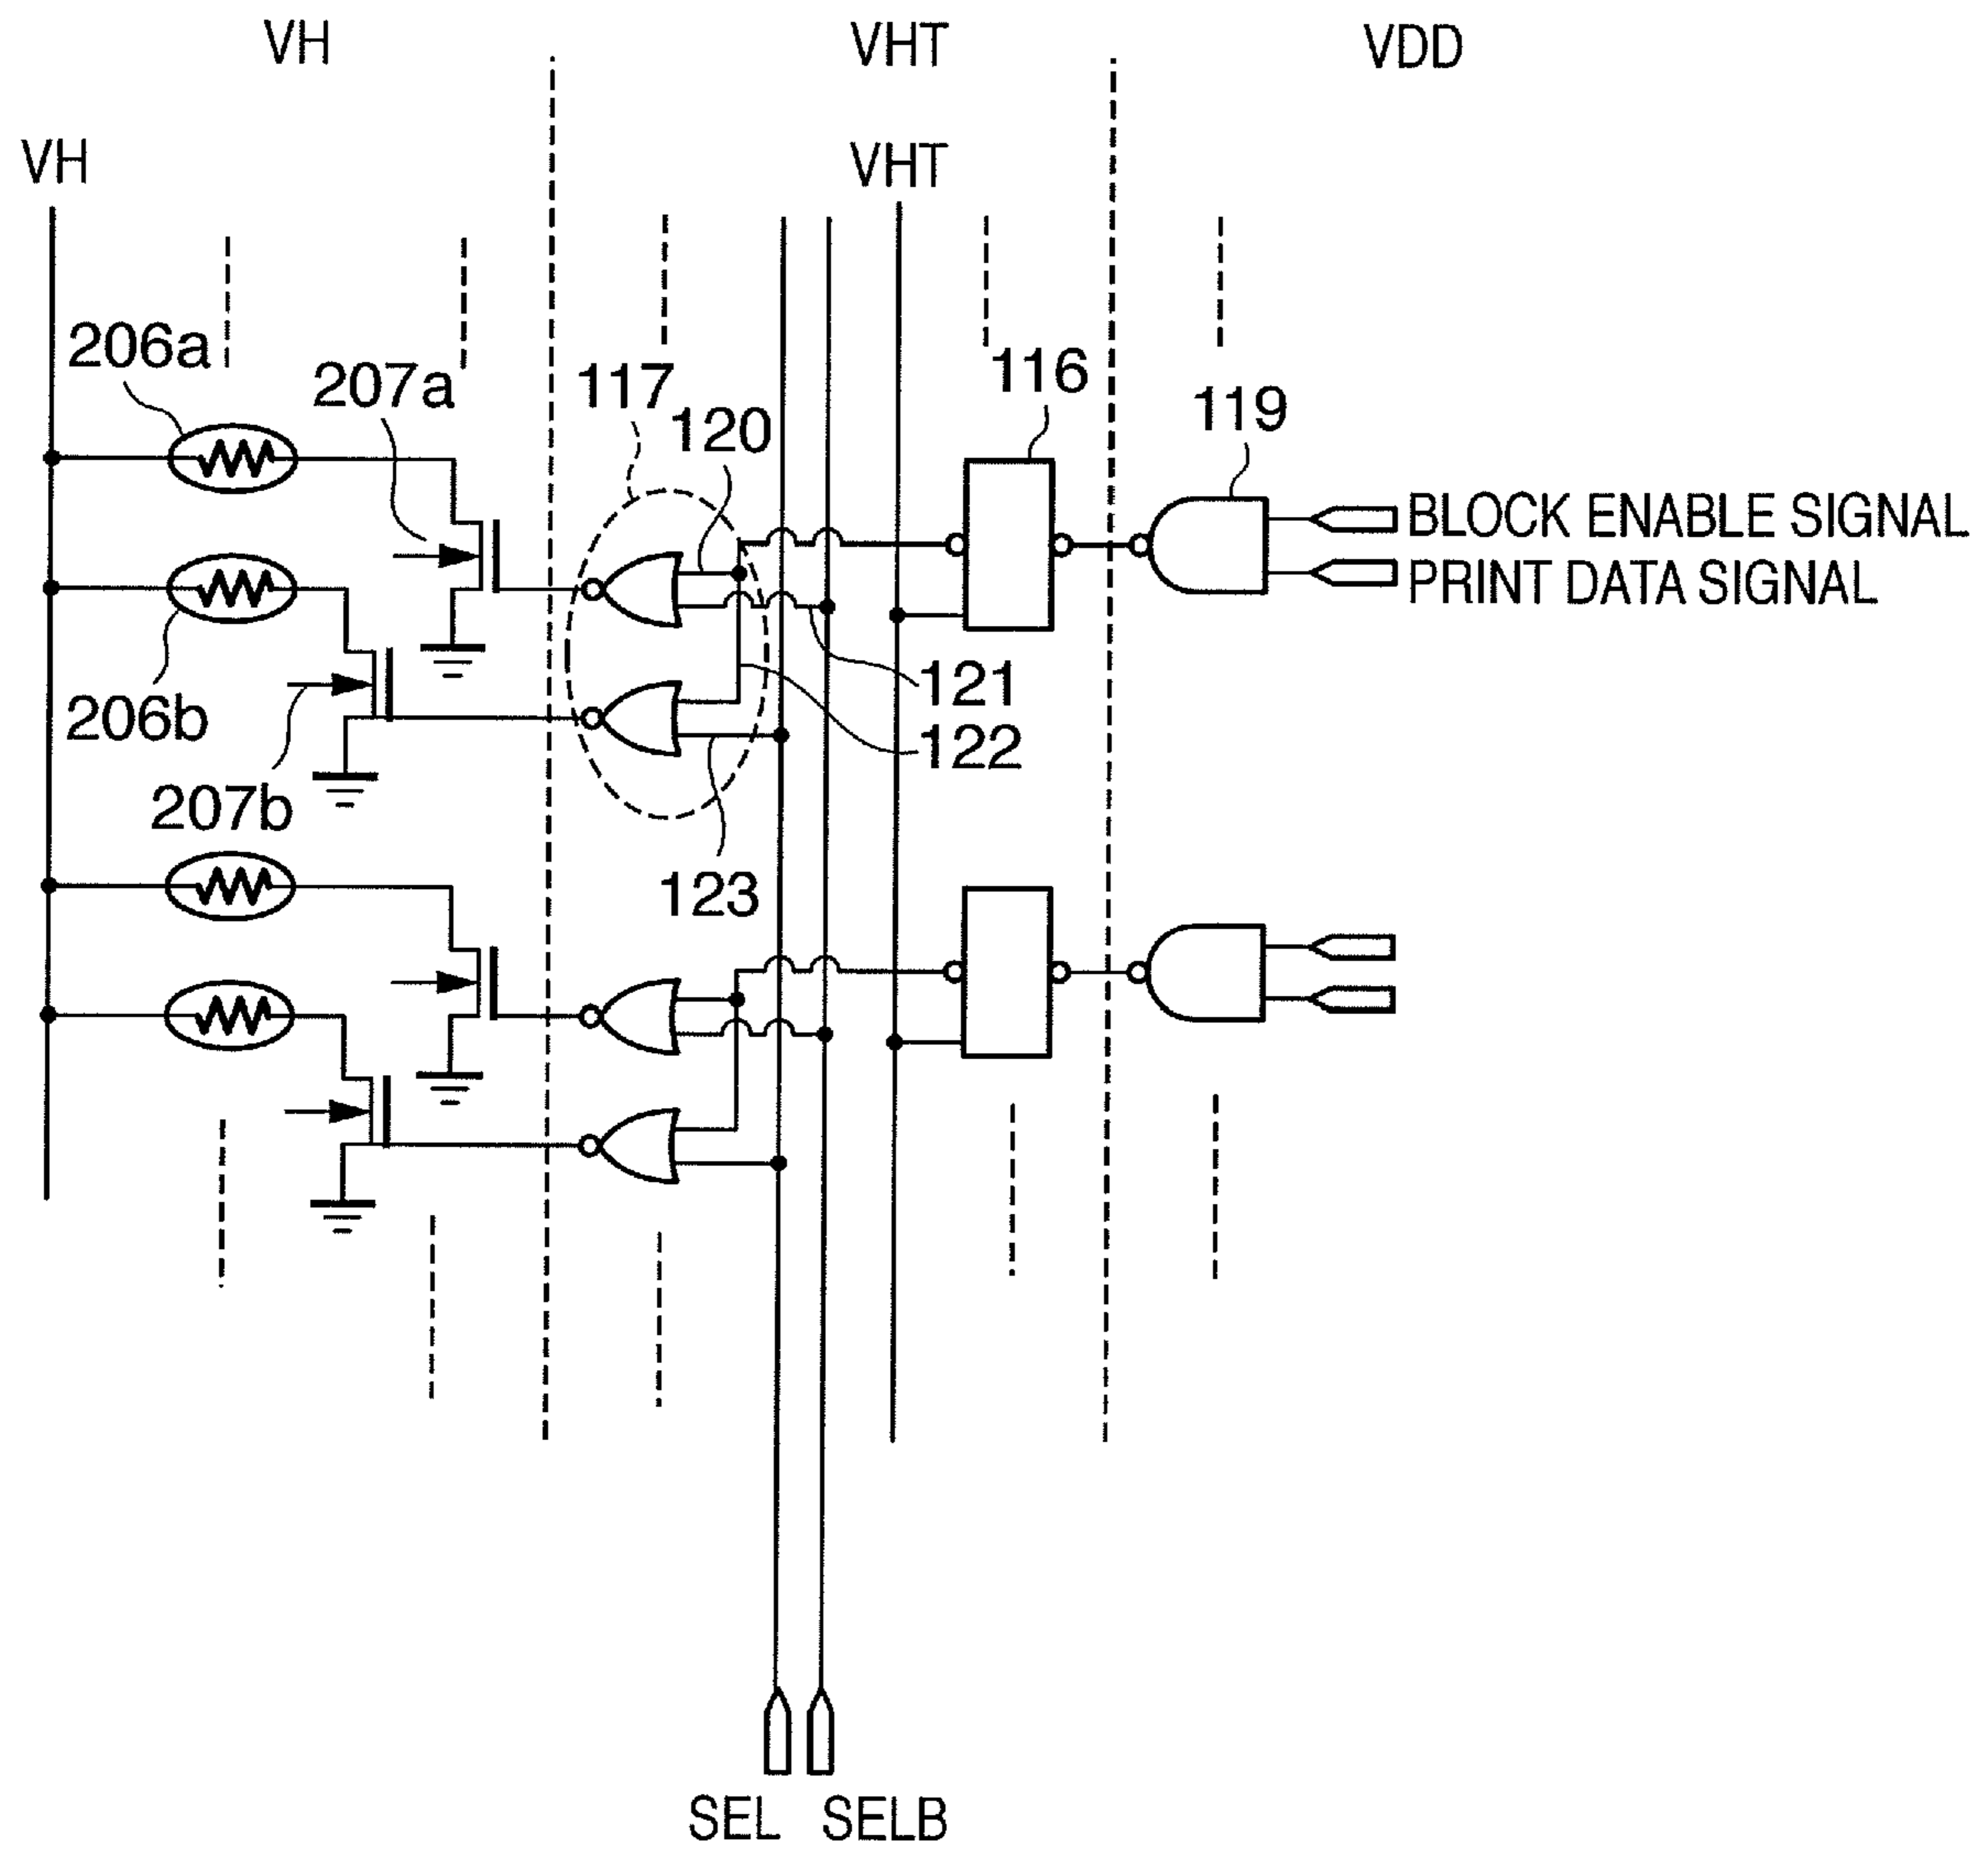 VH VHT VDD
VH VHT
206a
207a 117 116
120 119
BLOCK ENABLE SIGNAL
PRINT DATA SIGNAL
121
206b
122
207b
123
SEL SELB